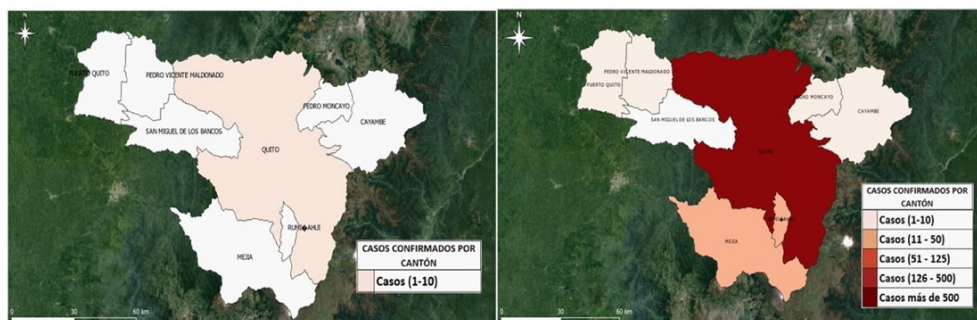 N
PUERTO QUITO
PEDRO VICENTE MALDONADO
PEDRO MONCAYO
CAYAMBE
SAN MIGUEL DE LOS BANCOS
QUITO
RUMI�AHUI
MEJIA
CASOS CONFIRMADOS POR
CANTÓN
Casos (1-10)
0 30 60 km
N
PEDRO VICENTE MALDONADO
PUERTO QUITO
PEDRO MONCAYO
CAYAMBE
SAN MIGUEL DE LOS BANCOS
QUITO
MEJIA
CASOS CONFIRMADOS POR
CANTÓN
Casos (1-10)
Casos (11 - 50)
Casos (51 - 125)
Casos (126 - 500)
Casos más de 500
0 30 60 km